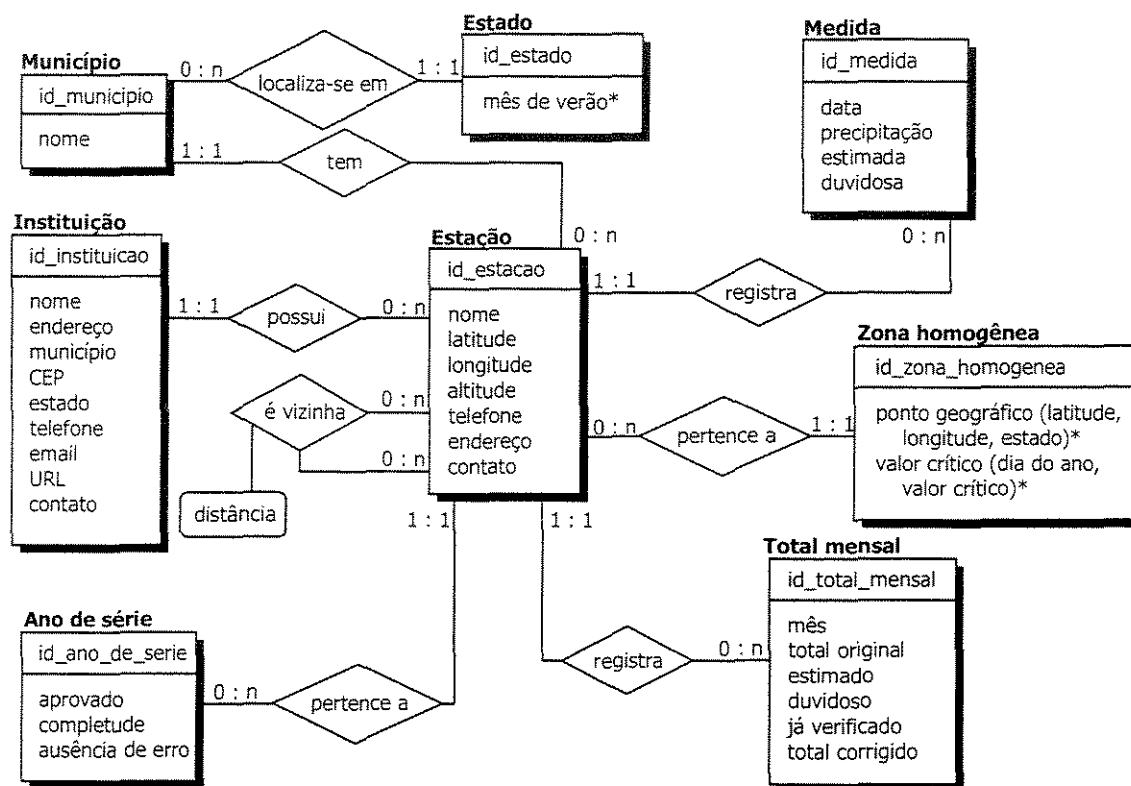 Estado
id_estado
mês de verão*
Medida
id_medida
data
precipitação
estimada
duvidosa
Município
id_municipio
nome
0 : n
localiza-se em
1 : 1
1 : 1
tem
0 : n
Instituição
id_instituicao
nome
endereço
município
CEP
estado
telefone
email
URL
contato
1 : 1
possui
0 : n
Estação
id_estacao
nome
latitude
longitude
altitude
telefone
endereço
contato
1 : 1
registra
0 : n
é vizinha
0 : n
0 : n
distância
Zona homogênea
id_zona_homogenea
ponto geográfico (latitude,
longitude, estado)*
valor crítico (dia do ano,
valor crítico)*
0 : n
pertence a
1 : 1
1 : 1
1 : 1
Ano de série
id_ano_de_serie
aprovado
completude
ausência de erro
0 : n
pertence a
registra
0 : n
Total mensal
id_total_mensal
mês
total original
estimado
duvidoso
já verificado
total corrigido